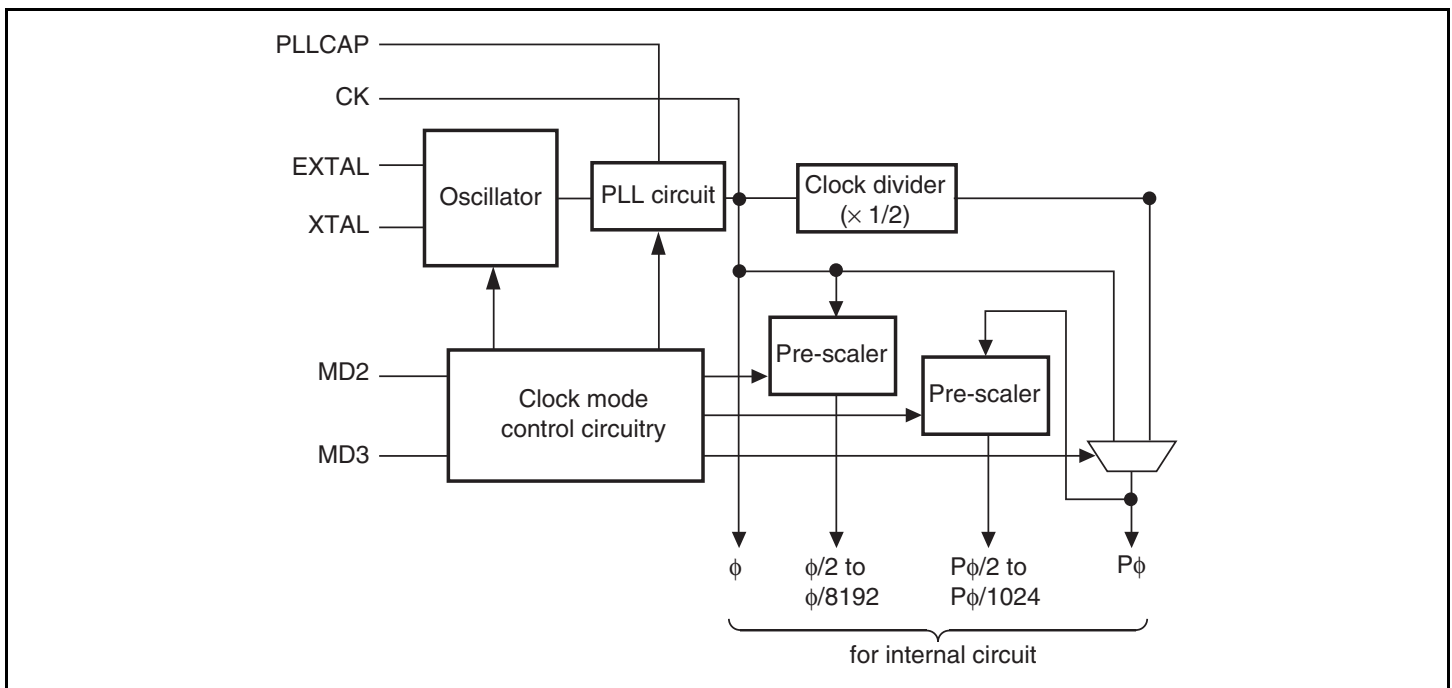 PLLCAP
CK
EXTAL
XTAL
Oscillator
PLL circuit
Clock divider
(× 1/2)
MD2
MD3
Clock mode
control circuitry
Pre-scaler
Pre-scaler
ϕ
ϕ/2 to
ϕ/8192
Pϕ/2 to
Pϕ/1024
Pϕ
for internal circuit